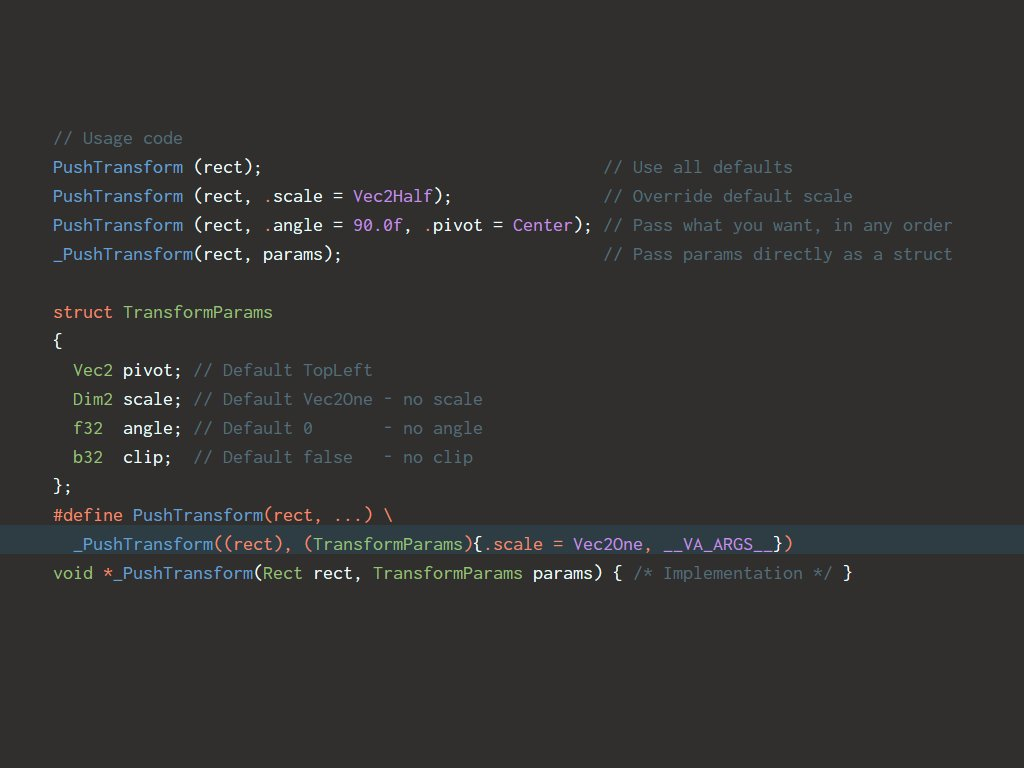 // Usage code
PushTransform (rect);                                  // Use all defaults
PushTransform (rect, .scale = Vec2Half);               // Override default scale
PushTransform (rect, .angle = 90.0f, .pivot = Center); // Pass what you want, in any order
_PushTransform(rect, params);                          // Pass params directly as a struct
struct TransformParams
{
  Vec2 pivot; // Default TopLeft
  Dim2 scale; // Default Vec2One - no scale
  f32  angle; // Default 0       - no angle
  b32  clip;  // Default false   - no clip
};
#define PushTransform(rect, ...) \
  _PushTransform((rect), (TransformParams){.scale = Vec2One, __VA_ARGS__})
void *_PushTransform(Rect rect, TransformParams params) { /* Implementation */ }